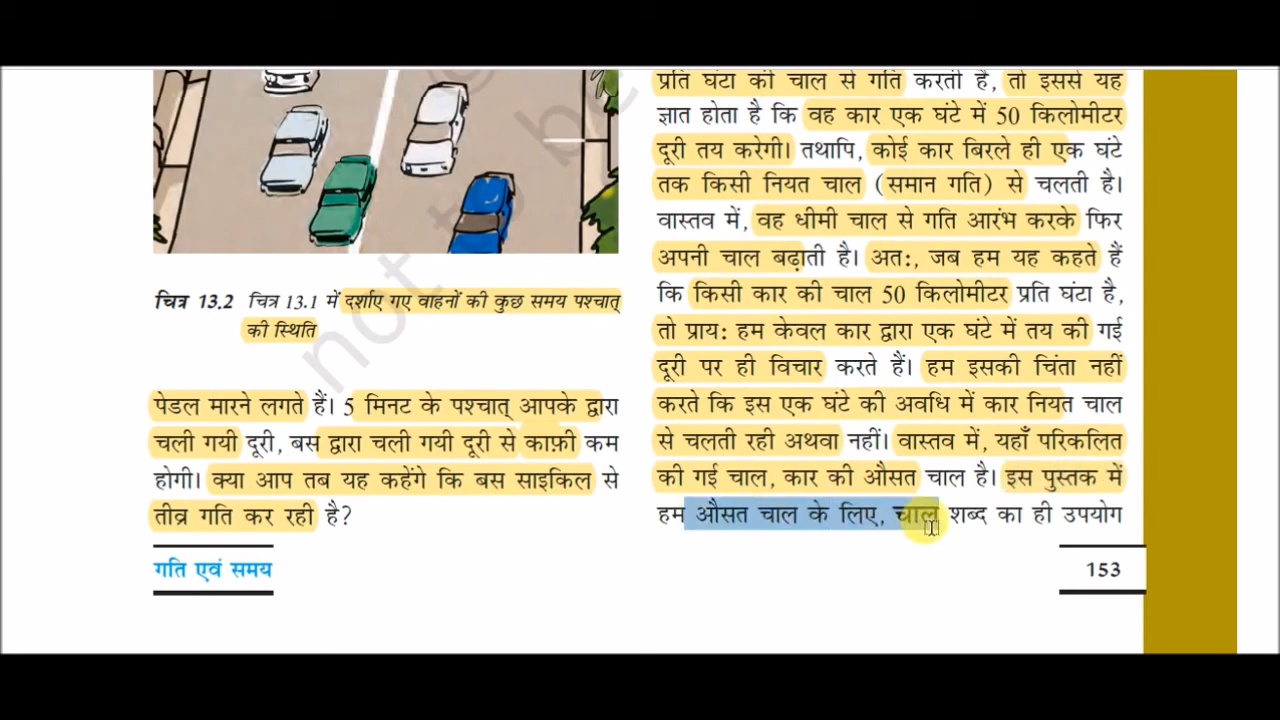 चित्र 13.2 चित्र 13.1 में दर्शाए गए वाहनों की कुछ समय पश्चात्
की स्थिति
पेडल मारने लगते हैं। 5 मिनट के पश्चात् आपके द्वारा
चली गयी दूरी, बस द्वारा चली गयी दूरी से काफ़ी कम
होगी। क्या आप तब यह कहेंगे कि बस साइकिल से
तीव्र गति कर रही है?
गति एवं समय
प्रति घंटा की चाल से गति करती है, तो इससे यह
ज्ञात होता है कि वह कार एक घंटे में 50 किलोमीटर
दूरी तय करेगी। तथापि, कोई कार बिरले ही एक घंटे
तक किसी नियत चाल (समान गति) से चलती है।
वास्तव में, वह धीमी चाल से गति आरंभ करके फिर
अपनी चाल बढ़ाती है। अत:, जब हम यह कहते हैं
कि किसी कार की चाल 50 किलोमीटर प्रति घंटा है,
तो प्राय: हम केवल कार द्वारा एक घंटे में तय की गई
दूरी पर ही विचार करते हैं। हम इसकी चिंता नहीं
करते कि इस एक घंटे की अवधि में कार नियत चाल
से चलती रही अथवा नहीं। वास्तव में, यहाँ परिकलित
की गई चाल, कार की औसत चाल है। इस पुस्तक में
हम औसत चाल के लिए, चाल शब्द का ही उपयोग
153
not to be